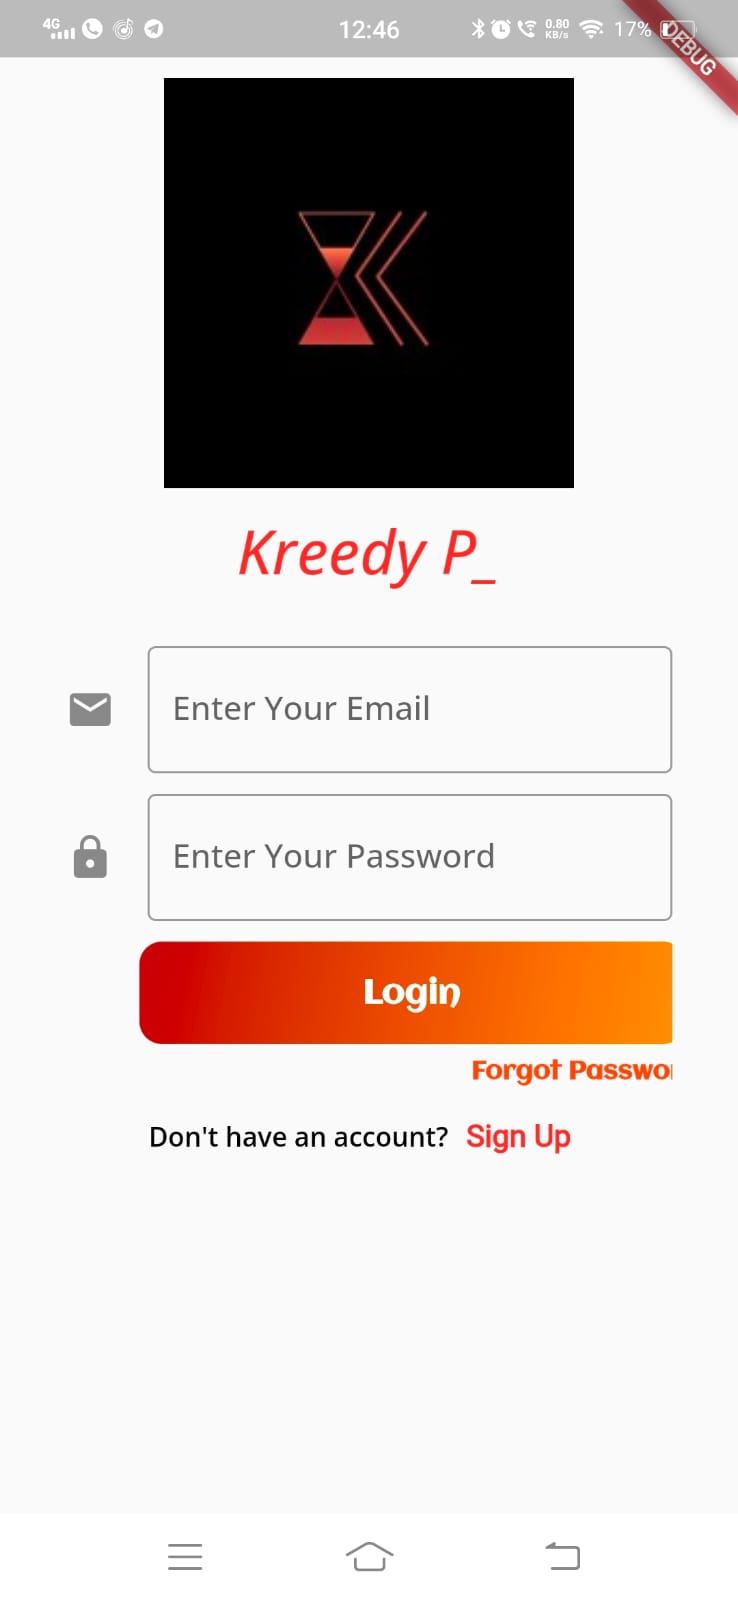 4G 12:46 0.80 KB/s 17%
DEBUG
Kreedy P_
Enter Your Email
Enter Your Password
Login
Forgot Passwo
Don't have an account? Sign Up